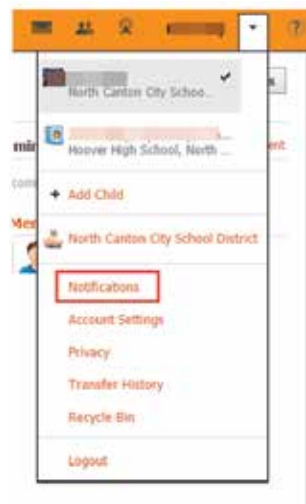 North Canton City Schoo...
Hoover High School, North ...
+ Add Child
North Canton City School District
Notifications
Account Settings
Privacy
Transfer History
Recycle Bin
Logout